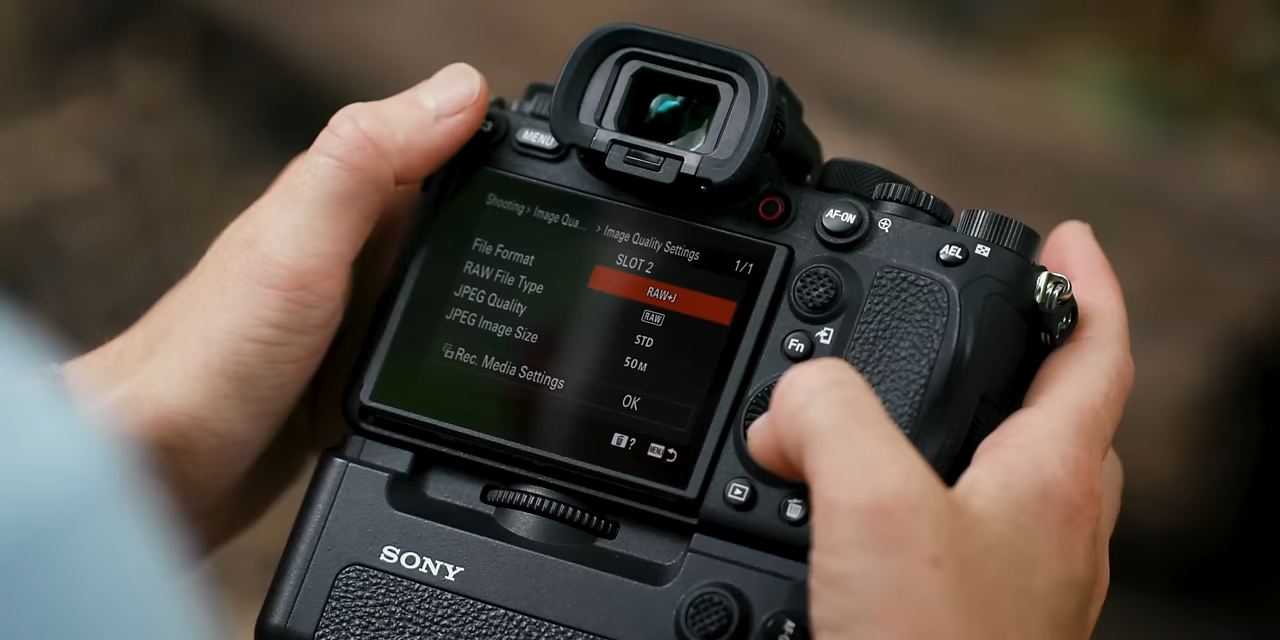 MENU
Shooting> Image Qua... > Image Quality Settings
SLOT 2 1/1
File Format RAW+J
RAW File Type RAW
JPEG Quality STD
JPEG Image Size 50M
Rec. Media Settings
OK
? MENU
AF-ON
AEL
Fn
SONY